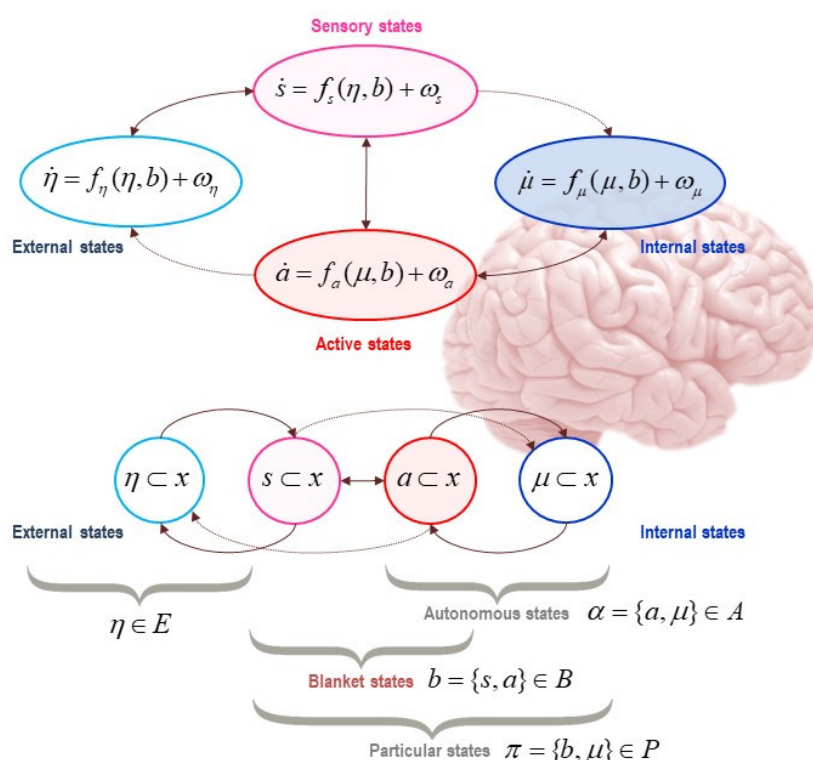 Sensory states
ṡ = f_s(η, b) + ω_s
η̇ = f_η(η, b) + ω_η
μ̇ = f_μ(μ, b) + ω_μ
External states
Internal states
ȧ = f_a(μ, b) + ω_a
Active states
η ⊂ x
s ⊂ x
a ⊂ x
μ ⊂ x
External states
Internal states
η ∈ E
Autonomous states α = {a, μ} ∈ A
Blanket states b = {s, a} ∈ B
Particular states π = {b, μ} ∈ P